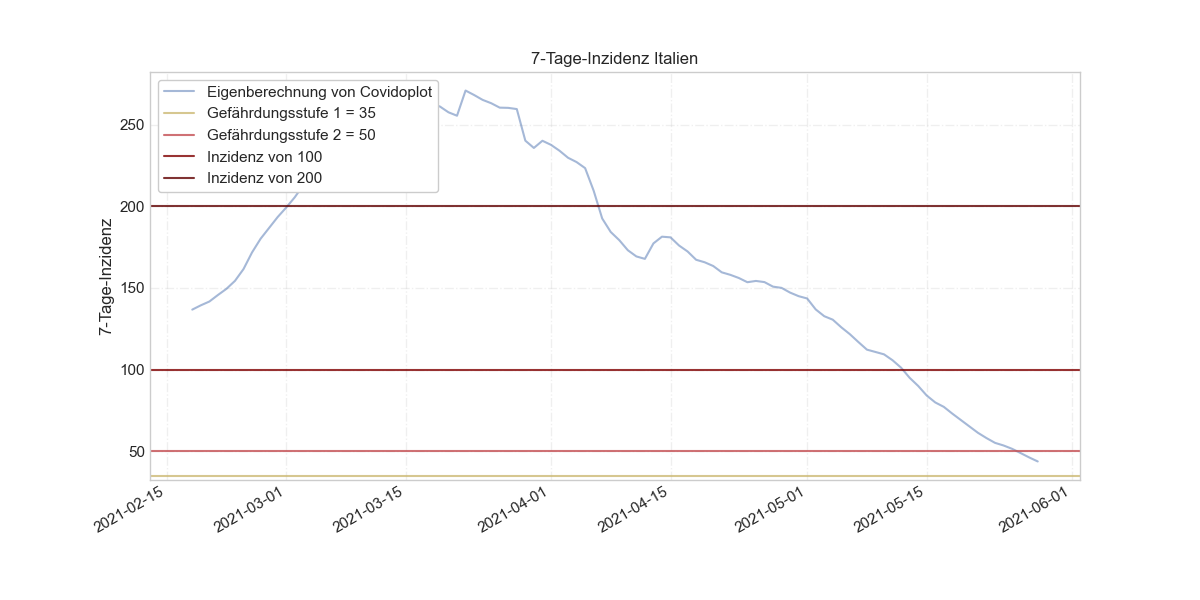 7-Tage-Inzidenz Italien
Eigenberechnung von Covidoplot
Gefährdungsstufe 1 = 35
Gefährdungsstufe 2 = 50
Inzidenz von 100
Inzidenz von 200
7-Tage-Inzidenz
250
200
150
100
50
2021-02-15
2021-03-01
2021-03-15
2021-04-01
2021-04-15
2021-05-01
2021-05-15
2021-06-01